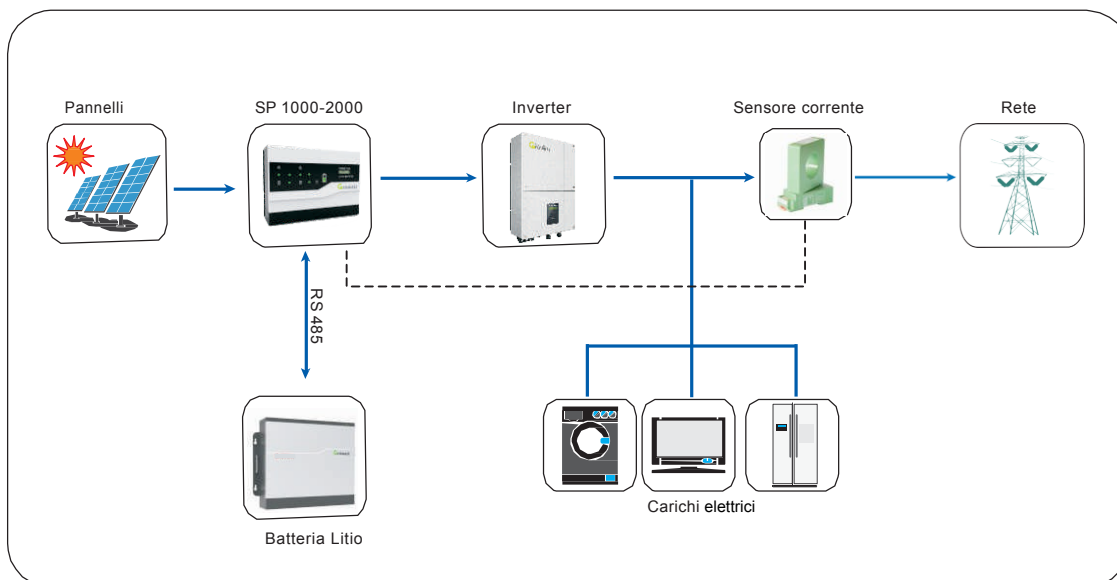 Pannelli
SP 1000-2000
Inverter
Sensore corrente
Rete
RS 485
Batteria Litio
Carichi elettrici